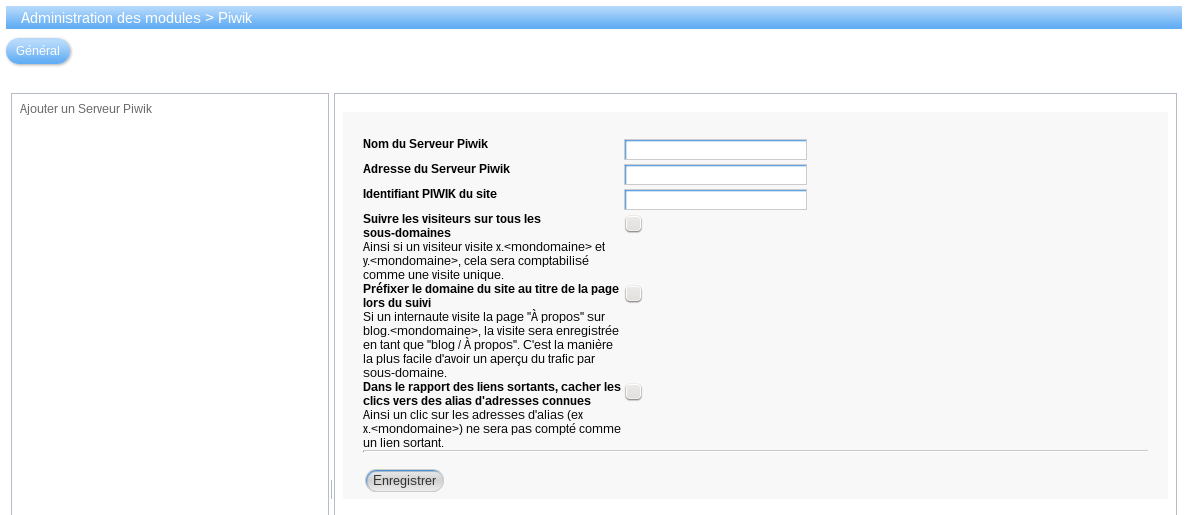 Administration des modules > Piwik
Général
Ajouter un Serveur Piwik
Nom du Serveur Piwik
Adresse du Serveur Piwik
Identifiant PIWIK du site
Suivre les visiteurs sur tous les
sous-domaines
Ainsi si un visiteur visite x.<mondomaine> et
y.<mondomaine>, cela sera comptabilisé
comme une visite unique.
Préfixer le domaine du site au titre de la page
lors du suivi
Si un internaute visite la page "À propos" sur
blog.<mondomaine>, la visite sera enregistrée
en tant que "blog / À propos". C'est la manière
la plus facile d'avoir un aperçu du trafic par
sous-domaine.
Dans le rapport des liens sortants, cacher les
clics vers des alias d'adresses connues
Ainsi un clic sur les adresses d'alias (ex
x.<mondomaine>) ne sera pas compté comme
un lien sortant.
Enregistrer